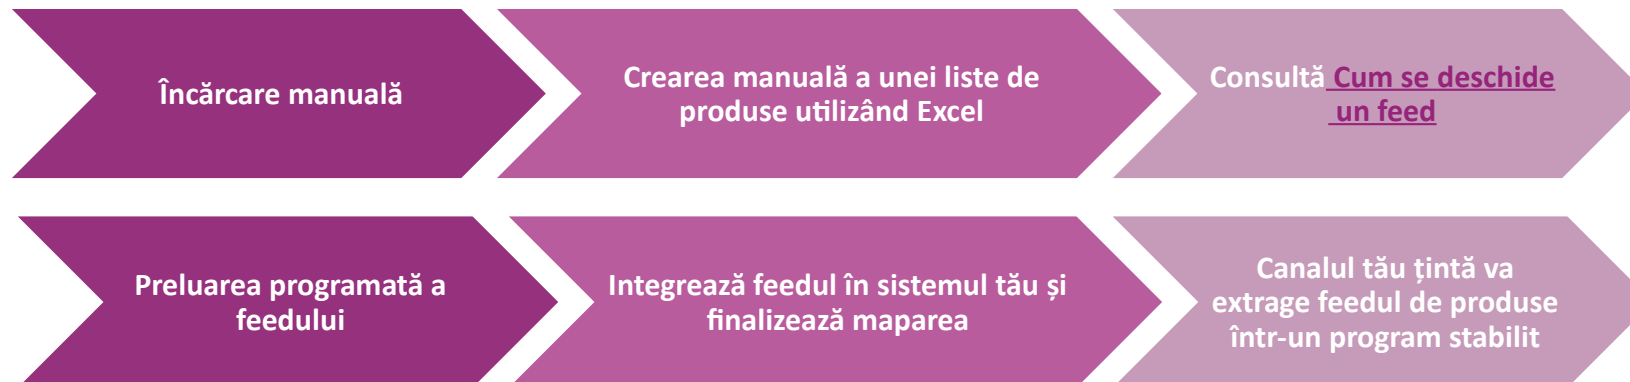 Încărcare manuală
Crearea manuală a unei liste de
produse utilizând Excel
Consultă Cum se deschide
un feed
Preluarea programată a
feedului
Integrează feedul în sistemul tău și
finalizează maparea
Canalul tău țintă va
extrage feedul de produse
într-un program stabilit